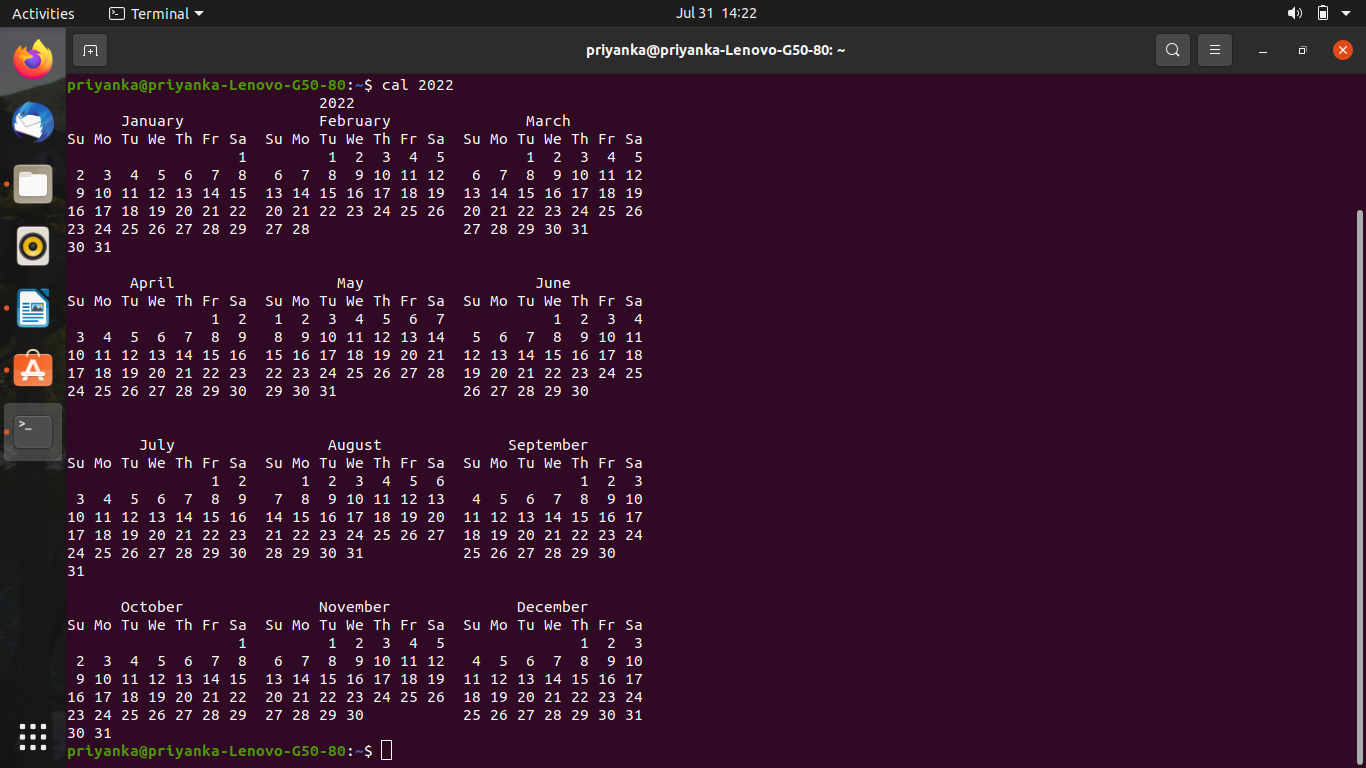 Activities Terminal Jul 31 14:22
priyanka@priyanka-Lenovo-G50-80: ~
priyanka@priyanka-Lenovo-G50-80:~$ cal 2022
                            2022
      January               February               March
Su Mo Tu We Th Fr Sa  Su Mo Tu We Th Fr Sa  Su Mo Tu We Th Fr Sa
                   1         1  2  3  4  5         1  2  3  4  5
 2  3  4  5  6  7  8   6  7  8  9 10 11 12   6  7  8  9 10 11 12
 9 10 11 12 13 14 15  13 14 15 16 17 18 19  13 14 15 16 17 18 19
16 17 18 19 20 21 22  20 21 22 23 24 25 26  20 21 22 23 24 25 26
23 24 25 26 27 28 29  27 28                 27 28 29 30 31
30 31
       April                  May                   June
Su Mo Tu We Th Fr Sa  Su Mo Tu We Th Fr Sa  Su Mo Tu We Th Fr Sa
                1  2   1  2  3  4  5  6  7            1  2  3  4
 3  4  5  6  7  8  9   8  9 10 11 12 13 14   5  6  7  8  9 10 11
10 11 12 13 14 15 16  15 16 17 18 19 20 21  12 13 14 15 16 17 18
17 18 19 20 21 22 23  22 23 24 25 26 27 28  19 20 21 22 23 24 25
24 25 26 27 28 29 30  29 30 31              26 27 28 29 30
        July                 August              September
Su Mo Tu We Th Fr Sa  Su Mo Tu We Th Fr Sa  Su Mo Tu We Th Fr Sa
                1  2      1  2  3  4  5  6               1  2  3
 3  4  5  6  7  8  9   7  8  9 10 11 12 13   4  5  6  7  8  9 10
10 11 12 13 14 15 16  14 15 16 17 18 19 20  11 12 13 14 15 16 17
17 18 19 20 21 22 23  21 22 23 24 25 26 27  18 19 20 21 22 23 24
24 25 26 27 28 29 30  28 29 30 31           25 26 27 28 29 30
31
      October               November              December
Su Mo Tu We Th Fr Sa  Su Mo Tu We Th Fr Sa  Su Mo Tu We Th Fr Sa
                   1         1  2  3  4  5               1  2  3
 2  3  4  5  6  7  8   6  7  8  9 10 11 12   4  5  6  7  8  9 10
 9 10 11 12 13 14 15  13 14 15 16 17 18 19  11 12 13 14 15 16 17
16 17 18 19 20 21 22  20 21 22 23 24 25 26  18 19 20 21 22 23 24
23 24 25 26 27 28 29  27 28 29 30           25 26 27 28 29 30 31
30 31
priyanka@priyanka-Lenovo-G50-80:~$